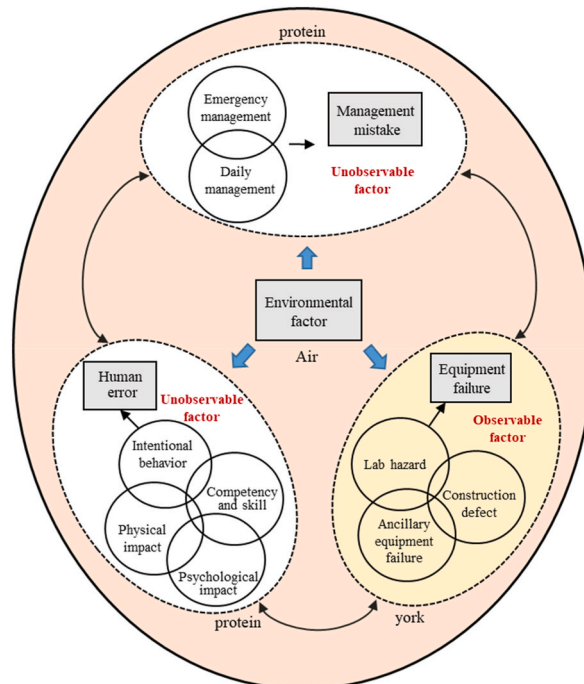 protein
Emergency
management
Management
mistake
Daily
management
Unobservable
factor
Environmental
factor
Air
Human
error
Unobservable
factor
Intentional
behavior
Competency
and skill
Physical
impact
Psychological
impact
protein
Equipment
failure
Observable
factor
Lab hazard
Construction
defect
Ancillary
equipment
failure
york